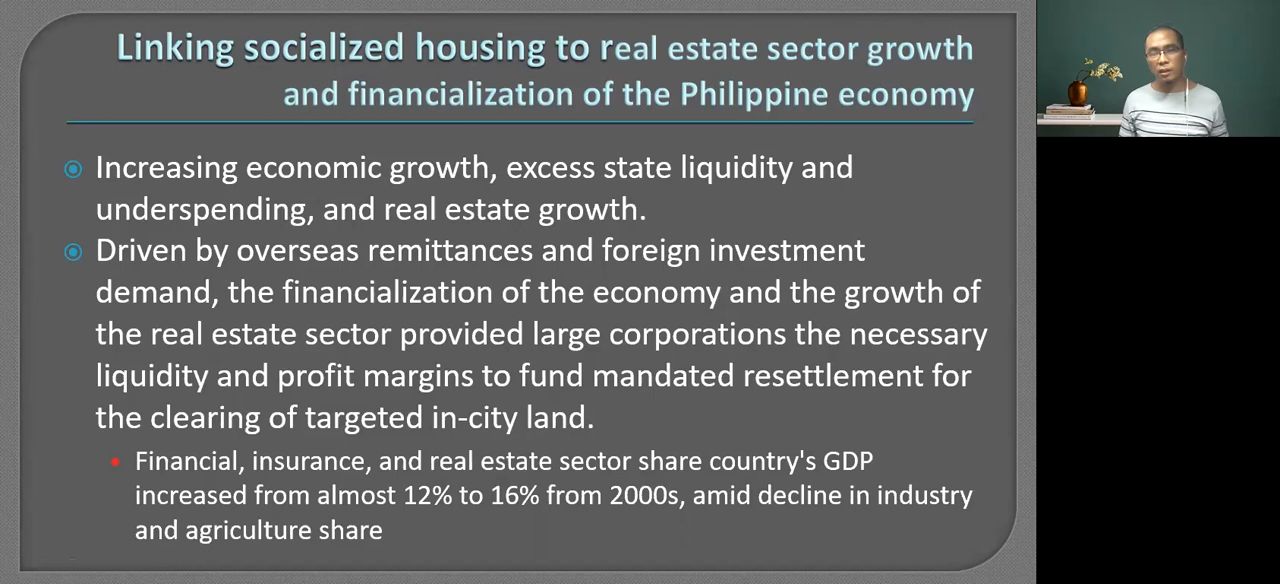 Linking socialized housing to real estate sector growth
and financialization of the Philippine economy
Increasing economic growth, excess state liquidity and
underspending, and real estate growth.
Driven by overseas remittances and foreign investment
demand, the financialization of the economy and the growth of
the real estate sector provided large corporations the necessary
liquidity and profit margins to fund mandated resettlement for
the clearing of targeted in-city land.
Financial, insurance, and real estate sector share country's GDP
increased from almost 12% to 16% from 2000s, amid decline in industry
and agriculture share